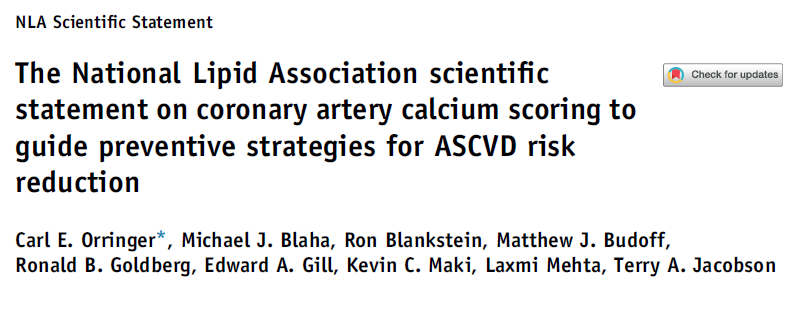 NLA Scientific Statement
The National Lipid Association scientific
statement on coronary artery calcium scoring to
guide preventive strategies for ASCVD risk
reduction
Check for updates
Carl E. Orringer*, Michael J. Blaha, Ron Blankstein, Matthew J. Budoff,
Ronald B. Goldberg, Edward A. Gill, Kevin C. Maki, Laxmi Mehta, Terry A. Jacobson